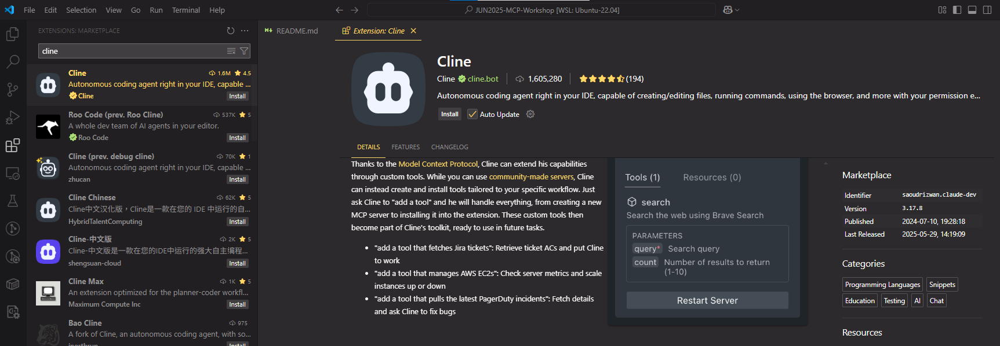 File Edit Selection View Go Run Terminal Help
JUN2025-MCP-Workshop [WSL: Ubuntu-22.04]
EXTENSIONS: MARKETPLACE
cline
Cline 1.6M 4.5
Autonomous coding agent right in your IDE, capable ...
Cline Install
Roo Code (prev. Roo Cline) 537K 5
A whole dev team of AI agents in your editor.
Roo Code Install
Cline (prev. debug cline) 70K 1
Autonomous coding agent right in your IDE, capable ...
zhucan Install
Cline Chinese 62K 5
Cline中文汉化版，Cline是一款在您的 IDE 中运行的自...
HybridTalentComputing Install
Cline-中文版 2K 5
Cline-中文版是一款在您的IDE中运行的强大自主编程...
shengsuan-cloud Install
Cline Max 1K 5
An extension optimized for the planner-coder workfl...
Maximum Compute Inc Install
Bao Cline 975
A fork of Cline, an autonomous coding agent, with so...
Install
README.md
Extension: Cline
Cline
Cline cline.bot 1,605,280 (194)
Autonomous coding agent right in your IDE, capable of creating/editing files, running commands, using the browser, and more with your permission e...
Install Auto Update
DETAILS FEATURES CHANGELOG
Thanks to the Model Context Protocol, Cline can extend his capabilities
through custom tools. While you can use community-made servers, Cline
can instead create and install tools tailored to your specific workflow. Just
ask Cline to "add a tool" and he will handle everything, from creating a new
MCP server to installing it into the extension. These custom tools then
become part of Cline's toolkit, ready to use in future tasks.
• "add a tool that fetches Jira tickets": Retrieve ticket ACs and put Cline
to work
• "add a tool that manages AWS EC2s": Check server metrics and scale
instances up or down
• "add a tool that pulls the latest PagerDuty incidents": Fetch details
and ask Cline to fix bugs
Tools (1) Resources (0)
search
Search the web using Brave Search
PARAMETERS
query* Search query
count Number of results to return
(1-10)
Restart Server
Marketplace
Identifier saoudrizwan.claude-dev
Version 3.17.8
Published 2024-07-10, 19:28:18
Last Released 2025-05-29, 14:19:09
Categories
Programming Languages Snippets
Education Testing AI Chat
Resources